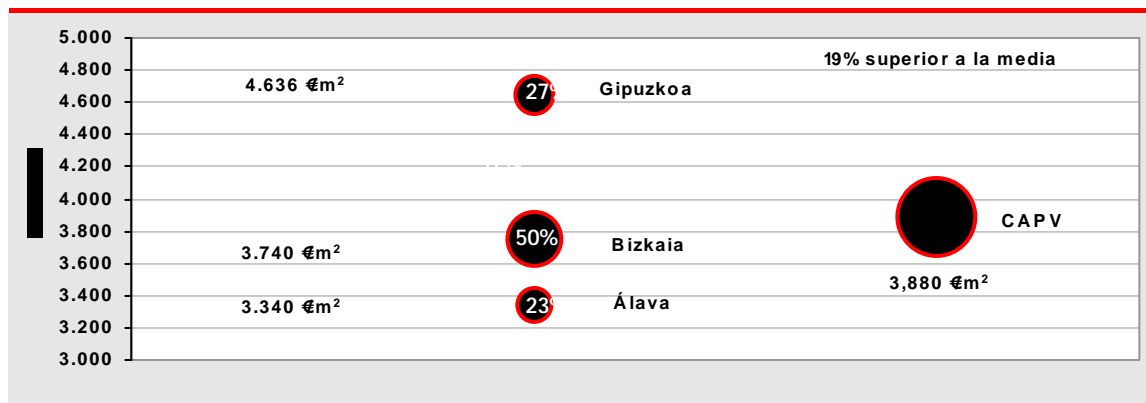 5.000
19% superior a la media
4.800
4.636 €/m²
27%
Gipuzkoa
4.600
4.400
4.200
4.000
CAPV
3.800
50%
Bizkaia
3.740 €/m²
3.600
3,880 €/m²
3.400
3.340 €/m²
23%
Álava
3.200
3.000